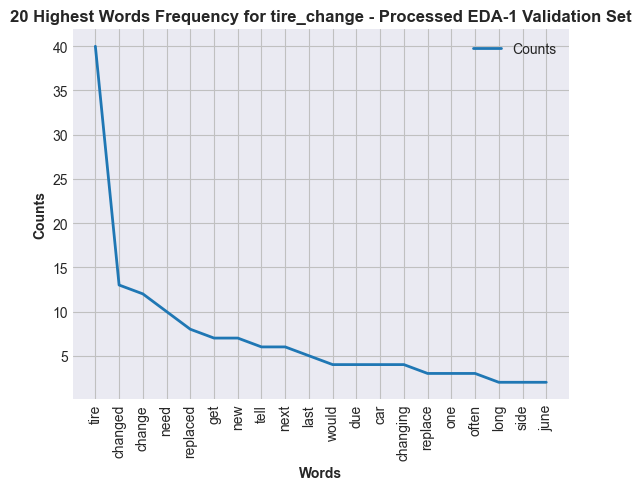 20 Highest Words Frequency for tire_change - Processed EDA-1 Validation Set
Counts
40
35
30
25
20
15
10
5
Counts
tire
changed
change
need
replaced
get
new
tell
next
last
would
due
car
changing
replace
one
often
long
side
june
Words